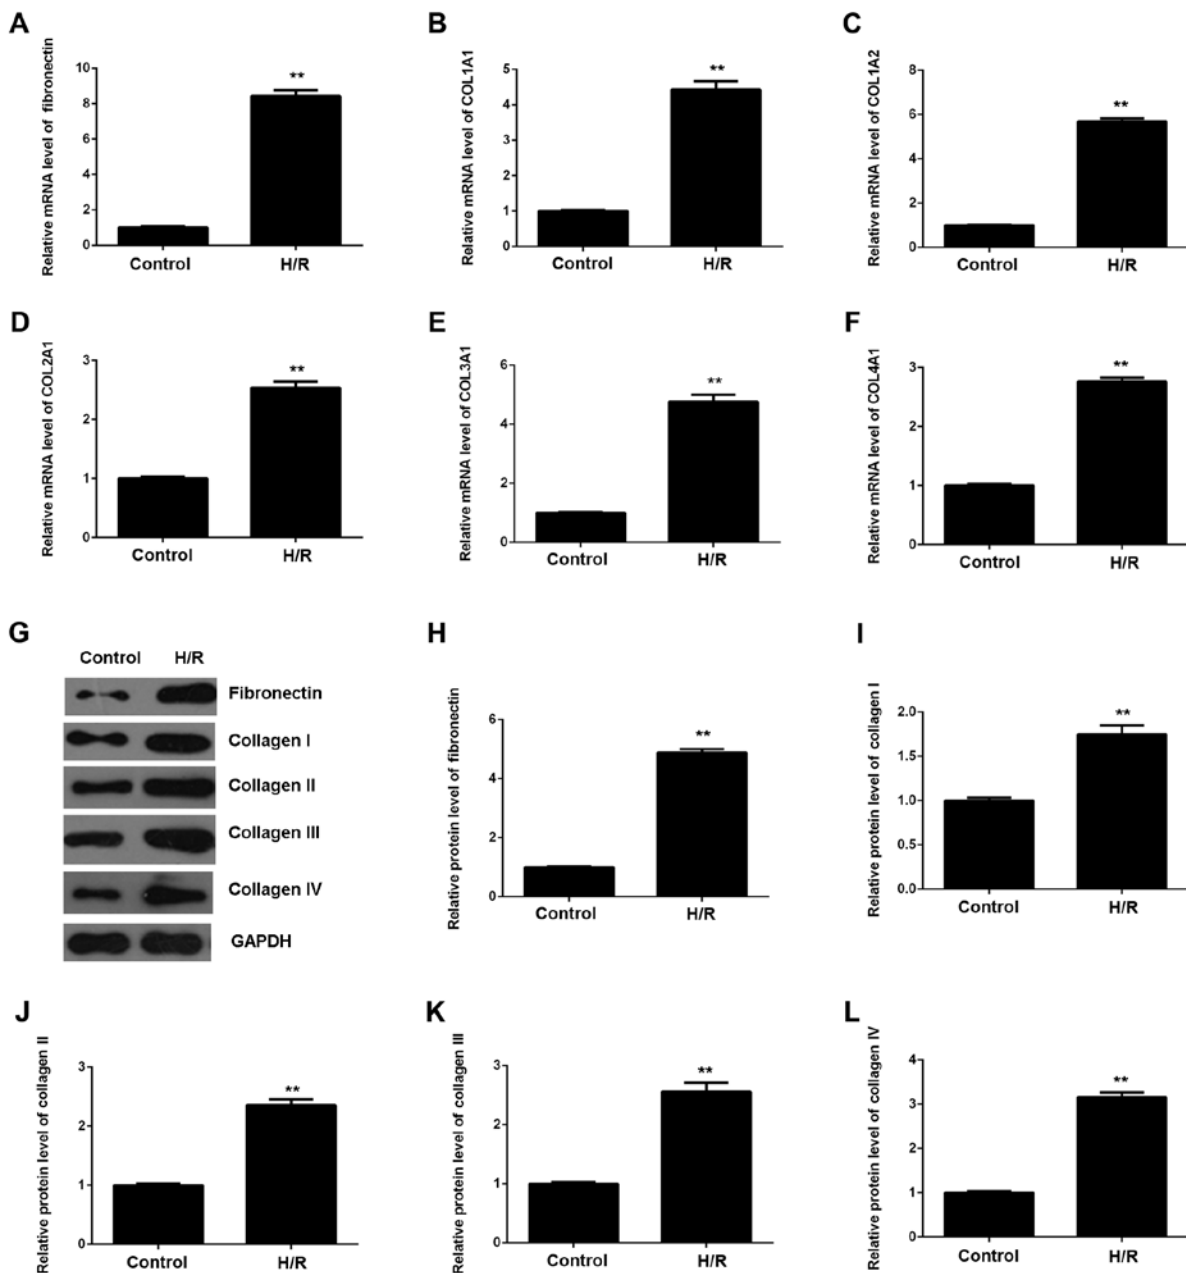 A
Relative mRNA level of fibronectin
10
8
6
4
2
0
**
Control
H/R
B
Relative mRNA level of COL1A1
5
4
3
2
1
0
**
Control
H/R
C
Relative mRNA level of COL1A2
8
6
4
2
0
**
Control
H/R
D
Relative mRNA level of COL2A1
3
2
1
0
**
Control
H/R
E
Relative mRNA level of COL3A1
6
4
2
0
**
Control
H/R
F
Relative mRNA level of COL4A1
3
2
1
0
**
Control
H/R
G
Control H/R
Fibronectin
Collagen I
Collagen II
Collagen III
Collagen IV
GAPDH
H
Relative protein level of fibronectin
6
4
2
0
**
Control
H/R
I
Relative protein level of collagen I
2.0
1.5
1.0
0.5
0.0
**
Control
H/R
J
Relative protein level of collagen II
3
2
1
0
**
Control
H/R
K
Relative protein level of collagen III
3
2
1
0
**
Control
H/R
L
Relative protein level of collagen IV
4
3
2
1
0
**
Control
H/R